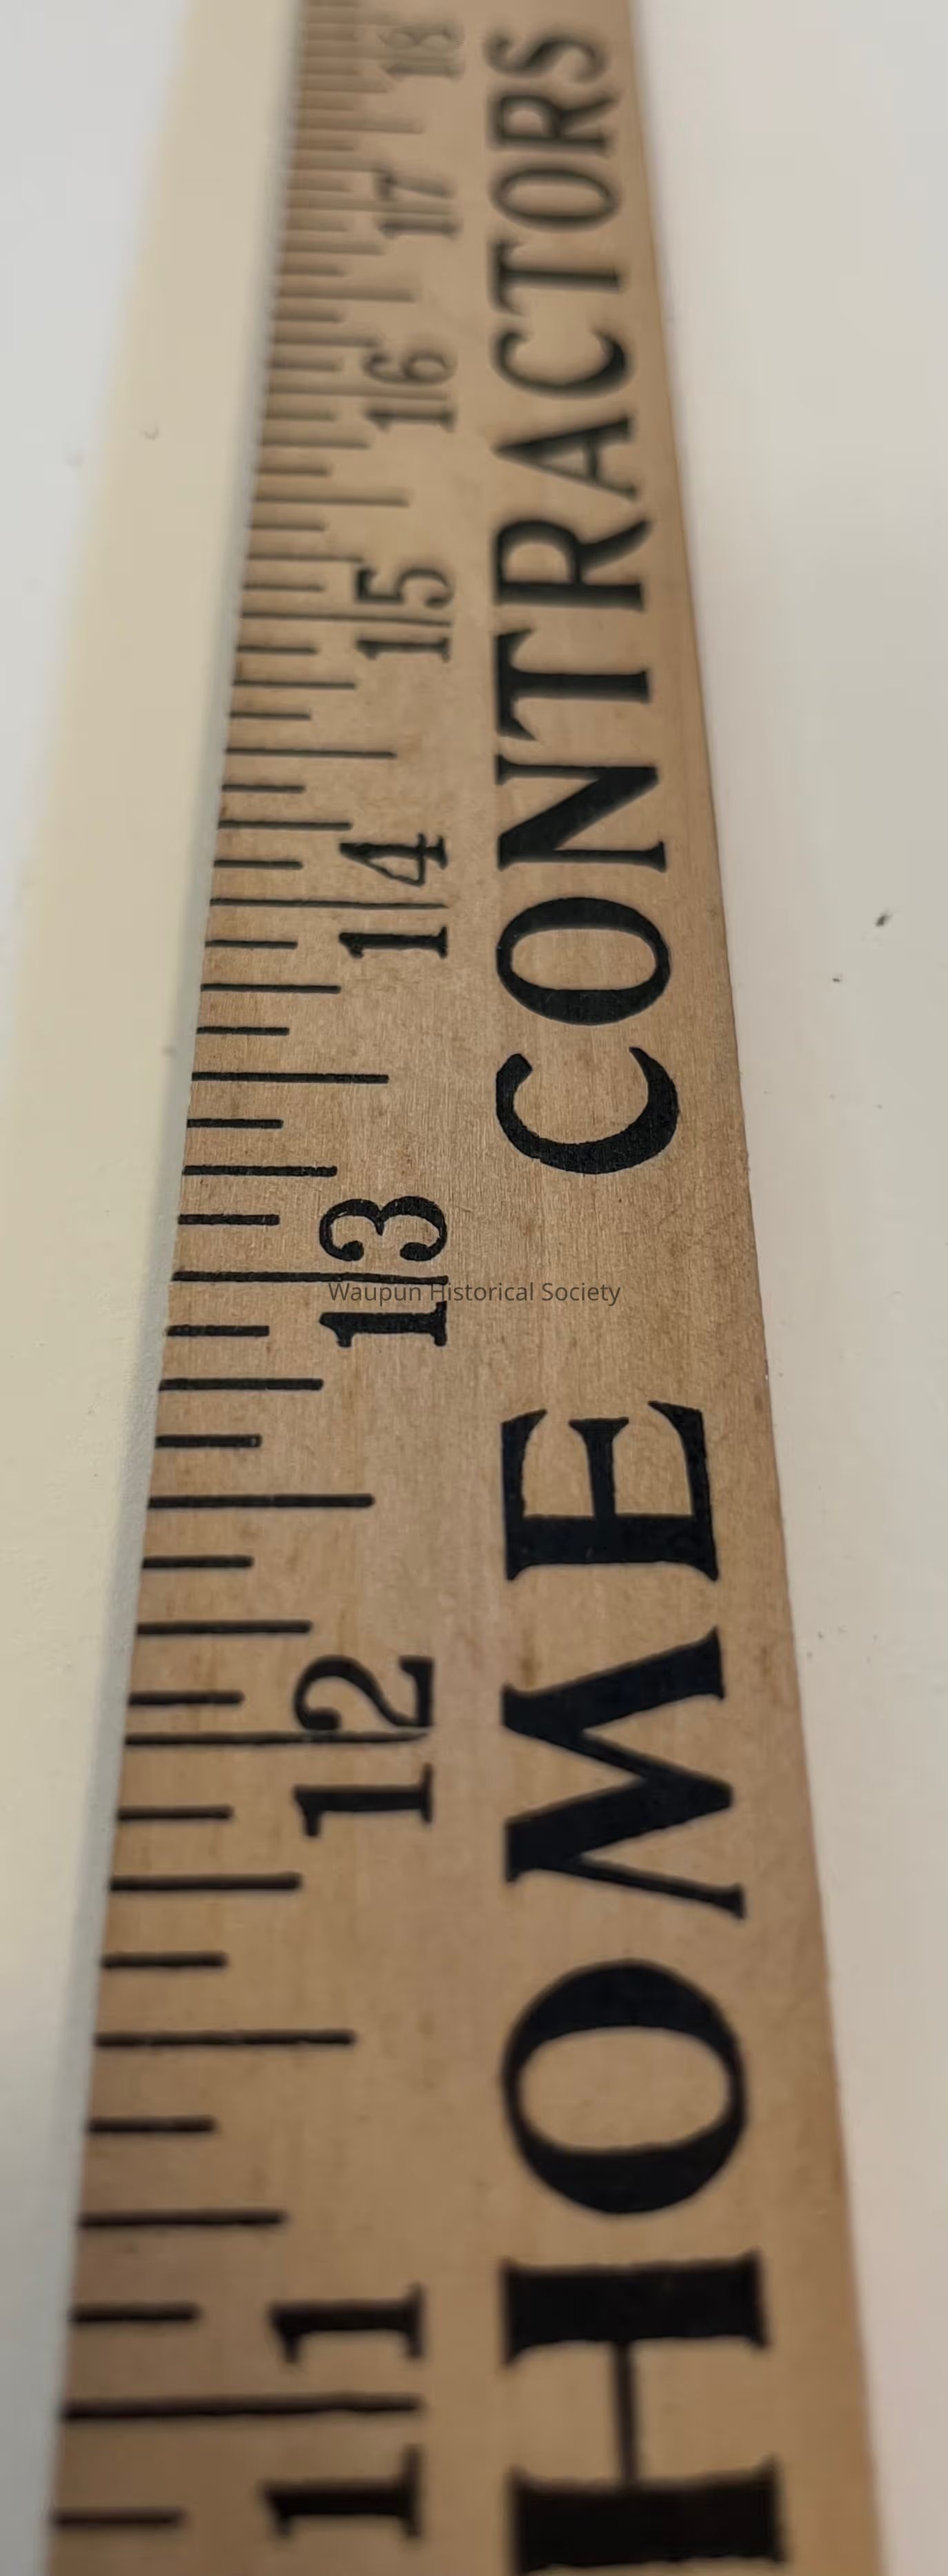 11 12 13 14 15 16 17 18
HOME CONTRACTORS
Waupun Historical Society